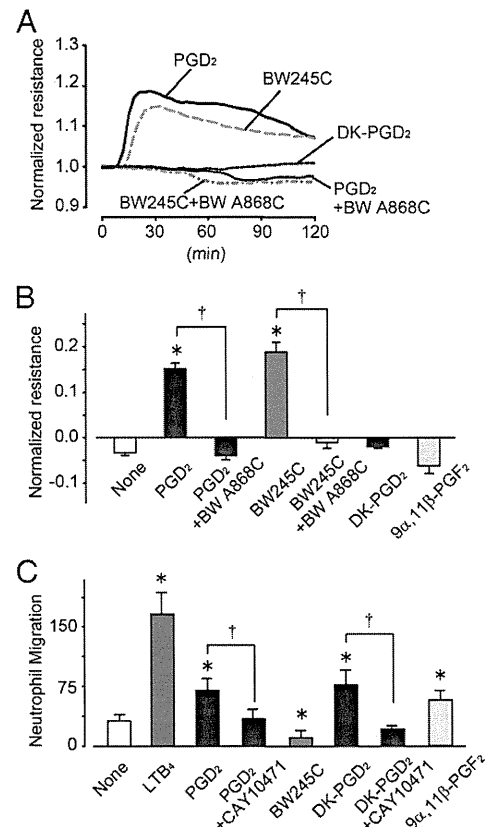 A
Normalized resistance
1.3
1.2
1.1
1.0
0.9
PGD₂
BW245C
DK-PGD₂
BW245C+BW A868C
PGD₂
+BW A868C
0
30
60
90
120
(min)
B
Normalized resistance
0.2
0.0
-0.1
†
†
*
*
None
PGD₂
PGD₂
+BW A868C
BW245C
BW245C
+BW A868C
DK-PGD₂
9α,11β-PGF₂
C
Neutrophil Migration
150
75
0
*
†
†
*
*
*
*
None
LTB₄
PGD₂
PGD₂
+CAY10471
BW245C
DK-PGD₂
DK-PGD₂
+CAY10471
9α,11β-PGF₂